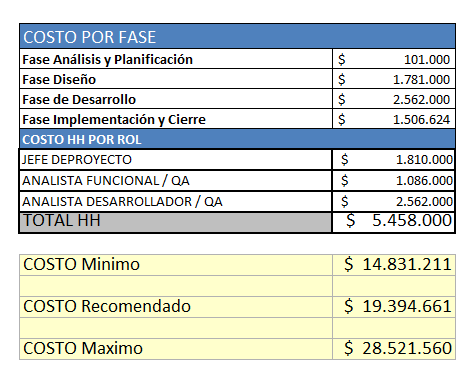 COSTO POR FASE
Fase Análisis y Planificación $ 101.000
Fase Diseño $ 1.781.000
Fase de Desarrollo $ 2.562.000
Fase Implementación y Cierre $ 1.506.624
COSTO HH POR ROL
JEFE DEPROYECTO $ 1.810.000
ANALISTA FUNCIONAL / QA $ 1.086.000
ANALISTA DESARROLLADOR / QA $ 2.562.000
TOTAL HH $ 5.458.000
COSTO Minimo $ 14.831.211
COSTO Recomendado $ 19.394.661
COSTO Maximo $ 28.521.560